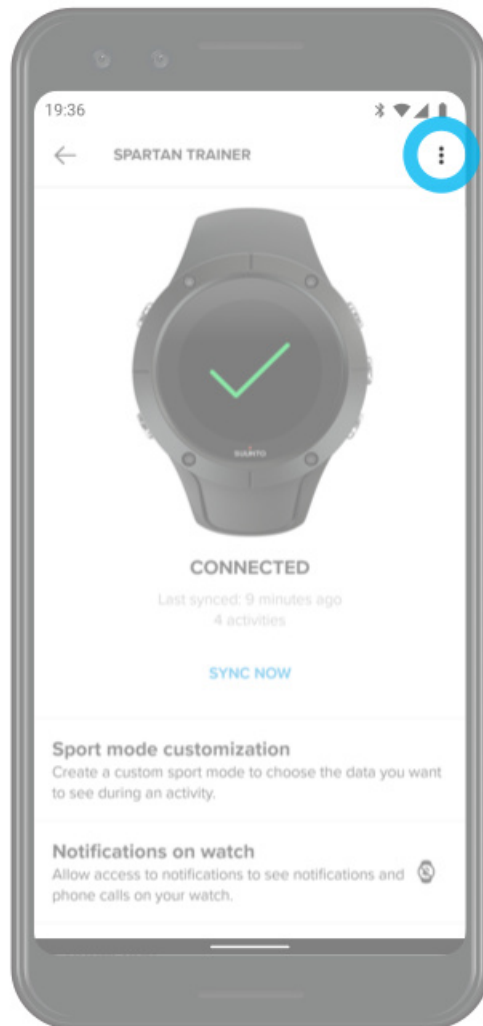 19:36
SPARTAN TRAINER
SUUNTO
CONNECTED
Last synced: 9 minutes ago
4 activities
SYNC NOW
Sport mode customization
Create a custom sport mode to choose the data you want
to see during an activity.
Notifications on watch
Allow access to notifications to see notifications and
phone calls on your watch.